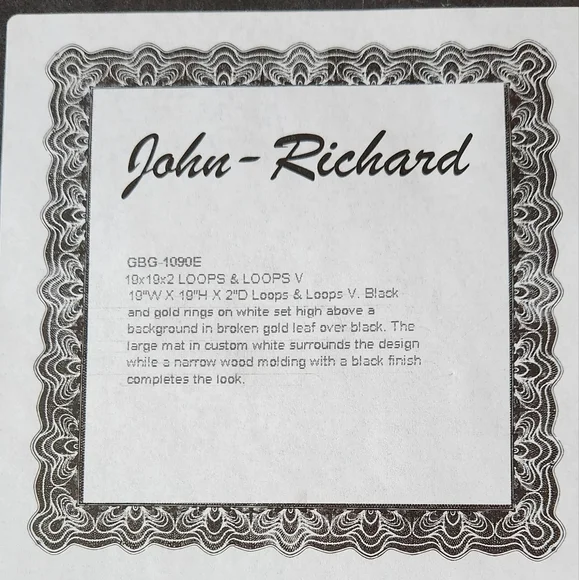 John-Richard
GBG-1090E
19x19x2 LOOPS & LOOPS V
19"W X 19"H X 2"D Loops & Loops V. Black
and gold rings on white set high above a
background in broken gold leaf over black. The
large mat in custom white surrounds the design
while a narrow wood molding with a black finish
completes the look.